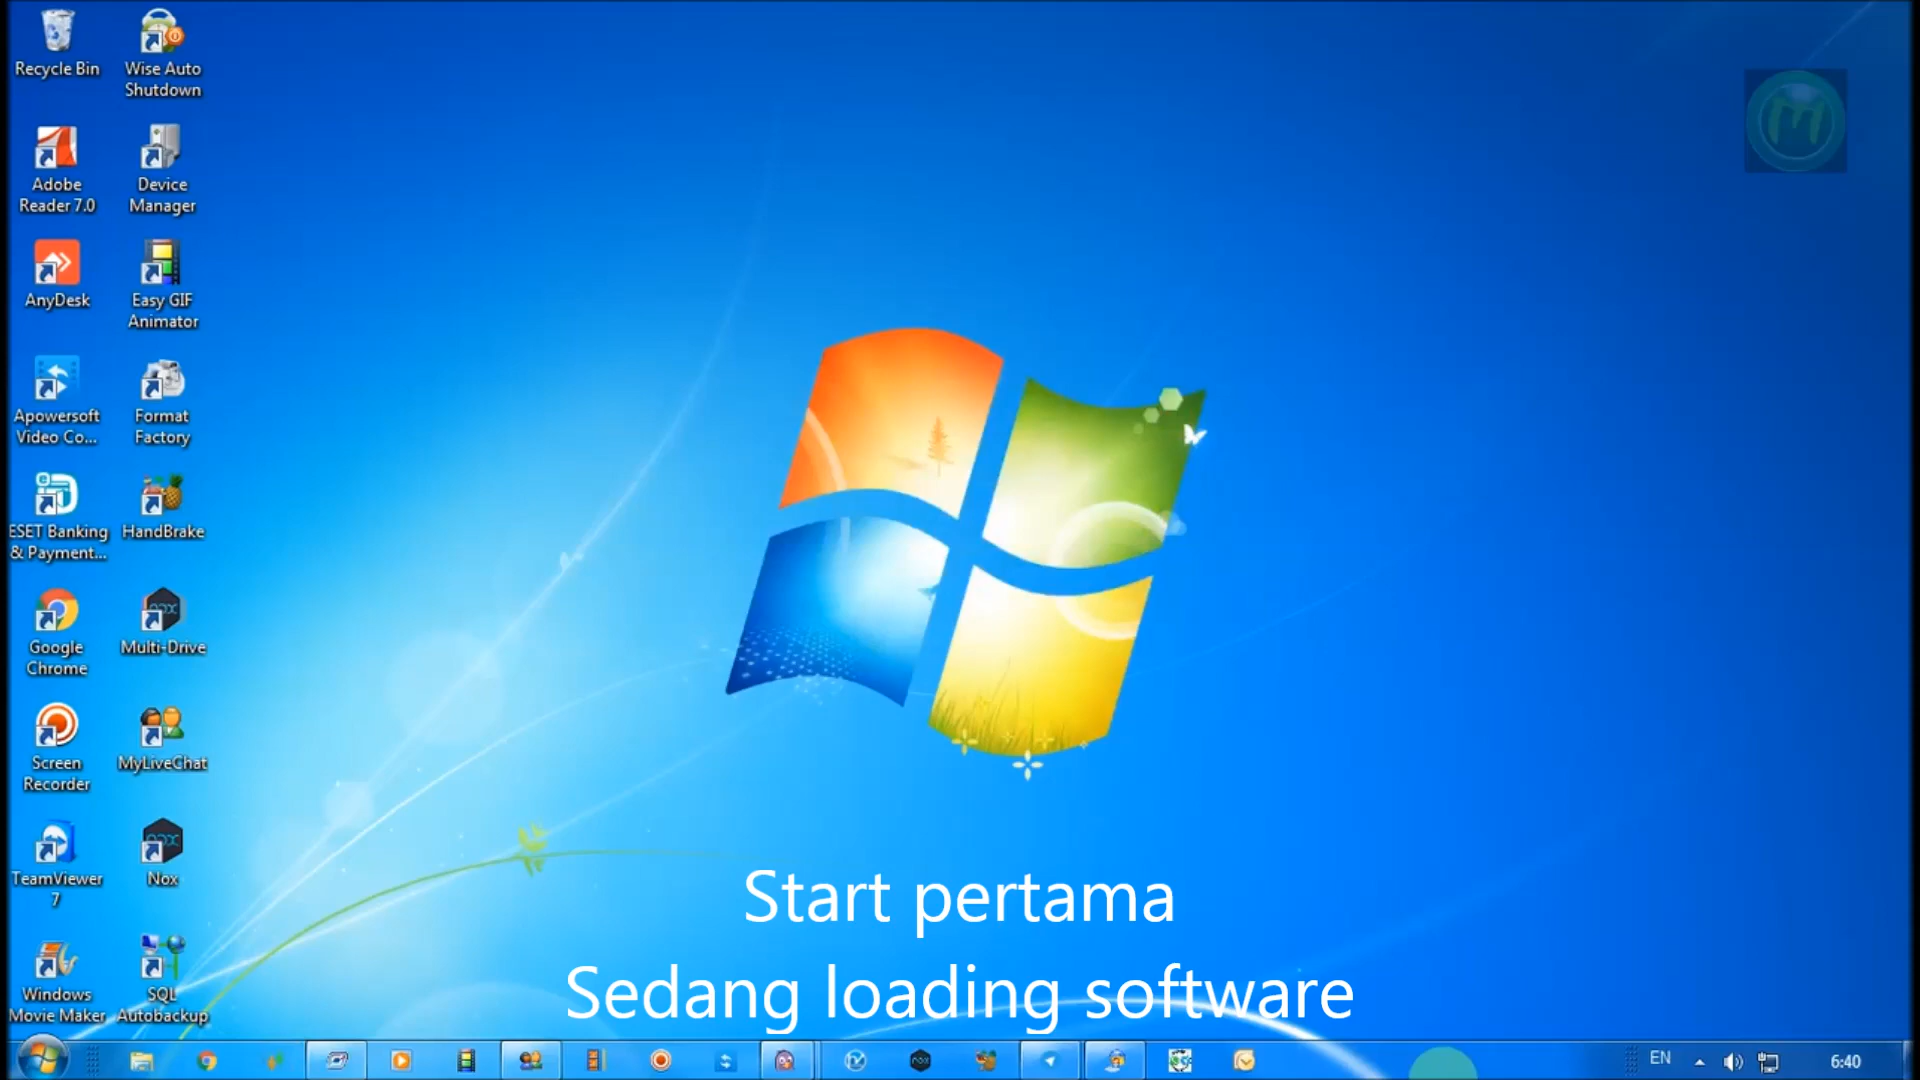 Recycle Bin
Wise Auto
Shutdown
Adobe
Reader 7.0
Device
Manager
AnyDesk
Easy GIF
Animator
Apowersoft
Video Co...
Format
Factory
ESET Banking
& Payment...
HandBrake
Google
Chrome
Multi-Drive
Screen
Recorder
MyLiveChat
TeamViewer
7
Nox
Windows
Movie Maker
SQL
Autobackup
M
Start pertama
Sedang loading software
EN
6:40